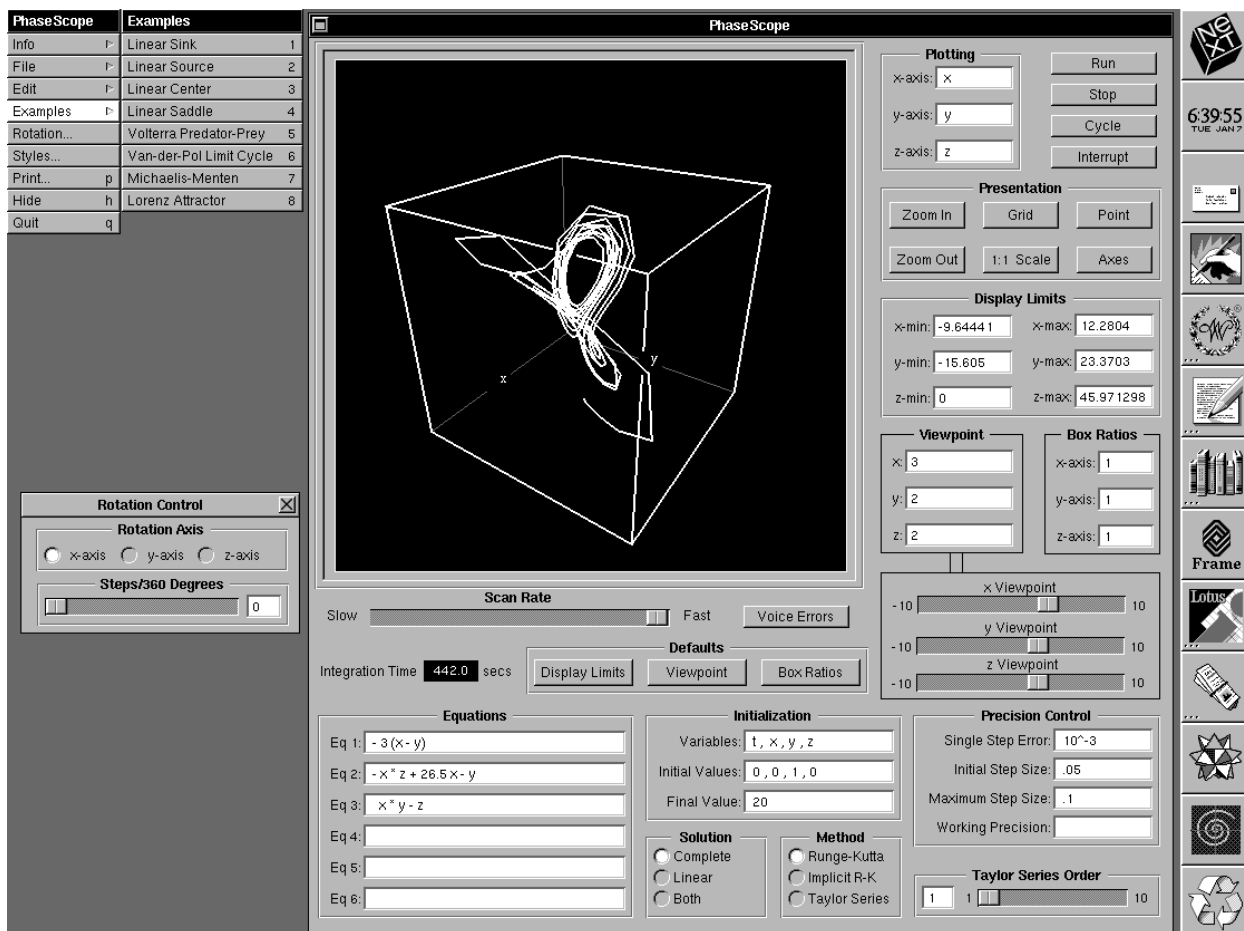 PhaseScope
Info
File
Edit
Examples
Rotation...
Styles...
Print... p
Hide h
Quit q
Examples
Linear Sink 1
Linear Source 2
Linear Center 3
Linear Saddle 4
Volterra Predator-Prey 5
Van-der-Pol Limit Cycle 6
Michaelis-Menten 7
Lorenz Attractor 8
PhaseScope
x
y
Plotting
x-axis: x
y-axis: y
z-axis: z
Run
Stop
Cycle
Interrupt
Presentation
Zoom In Grid Point
Zoom Out 1:1 Scale Axes
Display Limits
x-min: -9.64441 x-max: 12.2804
y-min: -15.605 y-max: 23.3703
z-min: 0 z-max: 45.971298
Viewpoint
x: 3
y: 2
z: 2
Box Ratios
x-axis: 1
y-axis: 1
z-axis: 1
x Viewpoint
-10 10
y Viewpoint
-10 10
z Viewpoint
-10 10
Rotation Control
Rotation Axis
x-axis y-axis z-axis
Steps/360 Degrees
0
Scan Rate
Slow Fast
Voice Errors
Integration Time 442.0 secs
Defaults
Display Limits Viewpoint Box Ratios
Equations
Eq 1: - 3 (x - y)
Eq 2: - x * z + 26.5 x - y
Eq 3: x * y - z
Eq 4:
Eq 5:
Eq 6:
Initialization
Variables: t , x , y , z
Initial Values: 0 , 0 , 1 , 0
Final Value: 20
Solution
Complete
Linear
Both
Method
Runge-Kutta
Implicit R-K
Taylor Series
Precision Control
Single Step Error: 10^-3
Initial Step Size: .05
Maximum Step Size: .1
Working Precision:
Taylor Series Order
1 1 10
NeXT
6:39:55
TUE JAN 7
W
Frame
Lotus